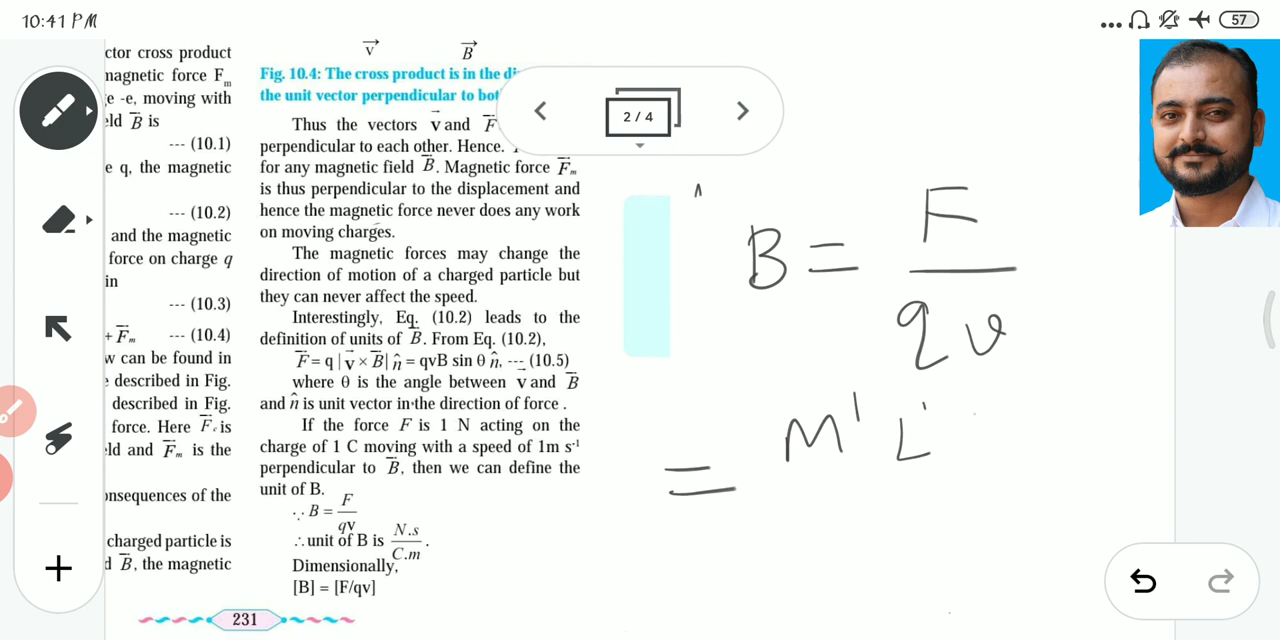 10:41 PM
57
ctor cross product
magnetic force Fm
e -e, moving with
eld B is
--- (10.1)
e q, the magnetic
--- (10.2)
and the magnetic
force on charge q
in
--- (10.3)
+ Fm --- (10.4)
w can be found in
e described in Fig.
described in Fig.
force. Here Fe is
eld and Fm is the
onsequences of the
charged particle is
d B, the magnetic
v B
Fig. 10.4: The cross product is in the di
the unit vector perpendicular to bot
Thus the vectors v and F
perpendicular to each other. Hence.
for any magnetic field B. Magnetic force Fm
is thus perpendicular to the displacement and
hence the magnetic force never does any work
on moving charges.
The magnetic forces may change the
direction of motion of a charged particle but
they can never affect the speed.
Interestingly, Eq. (10.2) leads to the
definition of units of B. From Eq. (10.2),
F = q | v × B | n̂ = qvB sin θ n̂, --- (10.5)
where θ is the angle between v and B
and n̂ is unit vector in the direction of force .
If the force F is 1 N acting on the
charge of 1 C moving with a speed of 1m s⁻¹
perpendicular to B, then we can define the
unit of B.
∵ B = F/qv
∴ unit of B is N.s/C.m .
Dimensionally,
[B] = [F/qv]
231
2 / 4
B = F/qv
= M¹ L¹